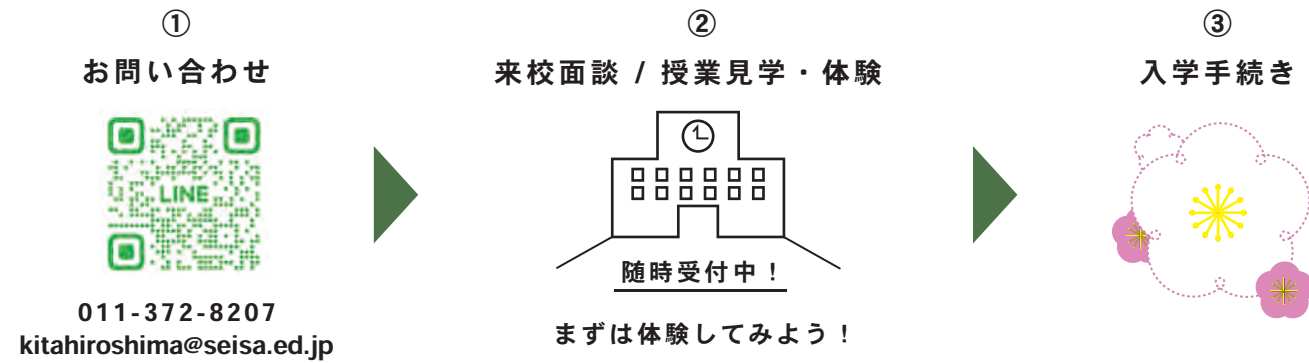 ①
お問い合わせ
LINE
011-372-8207
kitahiroshima@seisa.ed.jp
②
来校面談 / 授業見学・体験
随時受付中！
まずは体験してみよう！
③
入学手続き